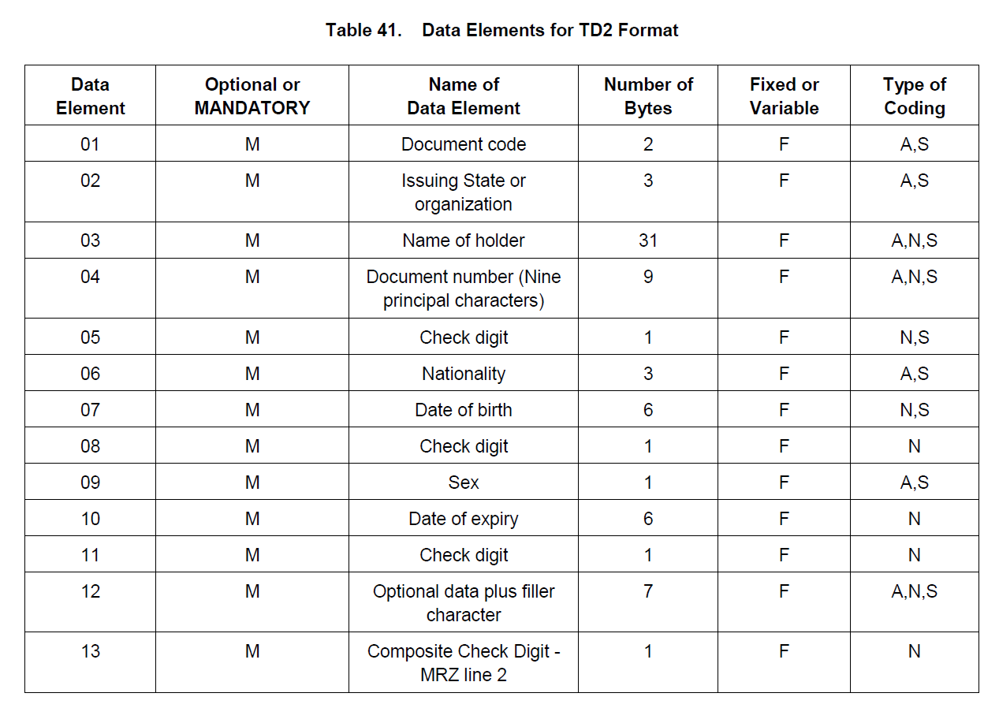 Table 41. Data Elements for TD2 Format
Data Element Optional or MANDATORY Name of Data Element Number of Bytes Fixed or Variable Type of Coding
01 M Document code 2 F A,S
02 M Issuing State or organization 3 F A,S
03 M Name of holder 31 F A,N,S
04 M Document number (Nine principal characters) 9 F A,N,S
05 M Check digit 1 F N,S
06 M Nationality 3 F A,S
07 M Date of birth 6 F N,S
08 M Check digit 1 F N
09 M Sex 1 F A,S
10 M Date of expiry 6 F N
11 M Check digit 1 F N
12 M Optional data plus filler character 7 F A,N,S
13 M Composite Check Digit - MRZ line 2 1 F N